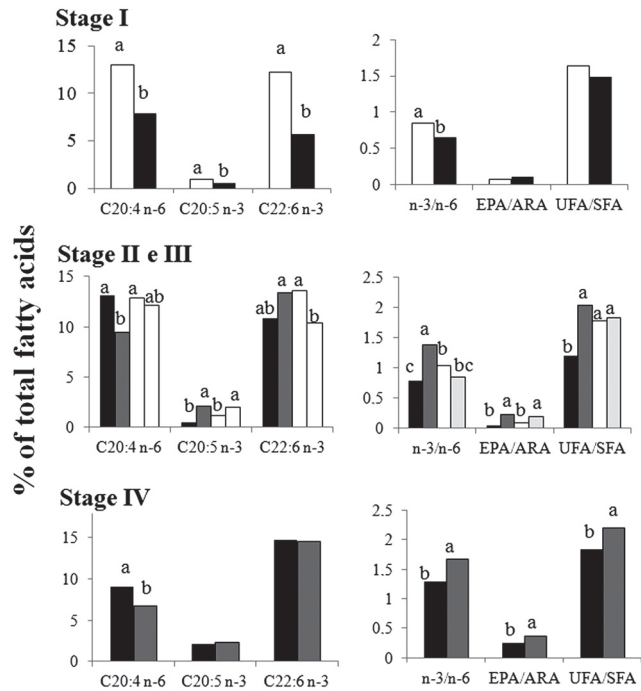 % of total fatty acids
Stage I
15
10
5
0
a
b
a
b
a
b
C20:4 n-6 C20:5 n-3 C22:6 n-3
2
1.5
1
0.5
0
a
b
n-3/n-6 EPA/ARA UFA/SFA
Stage II e III
15
10
5
0
a
b
a
ab
b
a
b
a
ab
a
a
b
C20:4 n-6 C20:5 n-3 C22:6 n-3
2.5
2
1.5
1
0.5
0
c
a
b
bc
b
a
b
a
b
a
a
a
n-3/n-6 EPA/ARA UFA/SFA
Stage IV
15
10
5
0
a
b
C20:4 n-6 C20:5 n-3 C22:6 n-3
2.5
2
1.5
1
0.5
0
b
a
b
a
b
a
n-3/n-6 EPA/ARA UFA/SFA